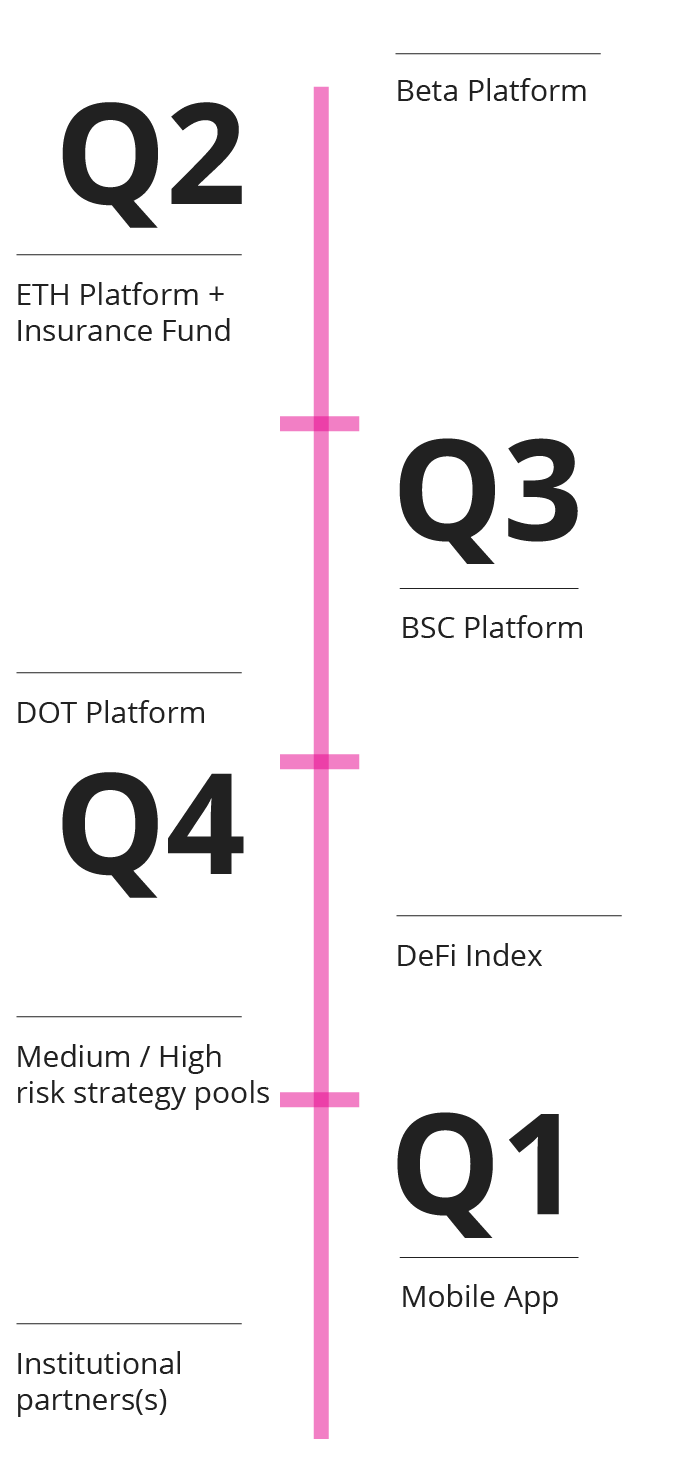 Beta Platform
Q2
ETH Platform +
Insurance Fund
Q3
BSC Platform
DOT Platform
Q4
DeFi Index
Medium / High
risk strategy pools
Q1
Mobile App
Institutional
partners(s)